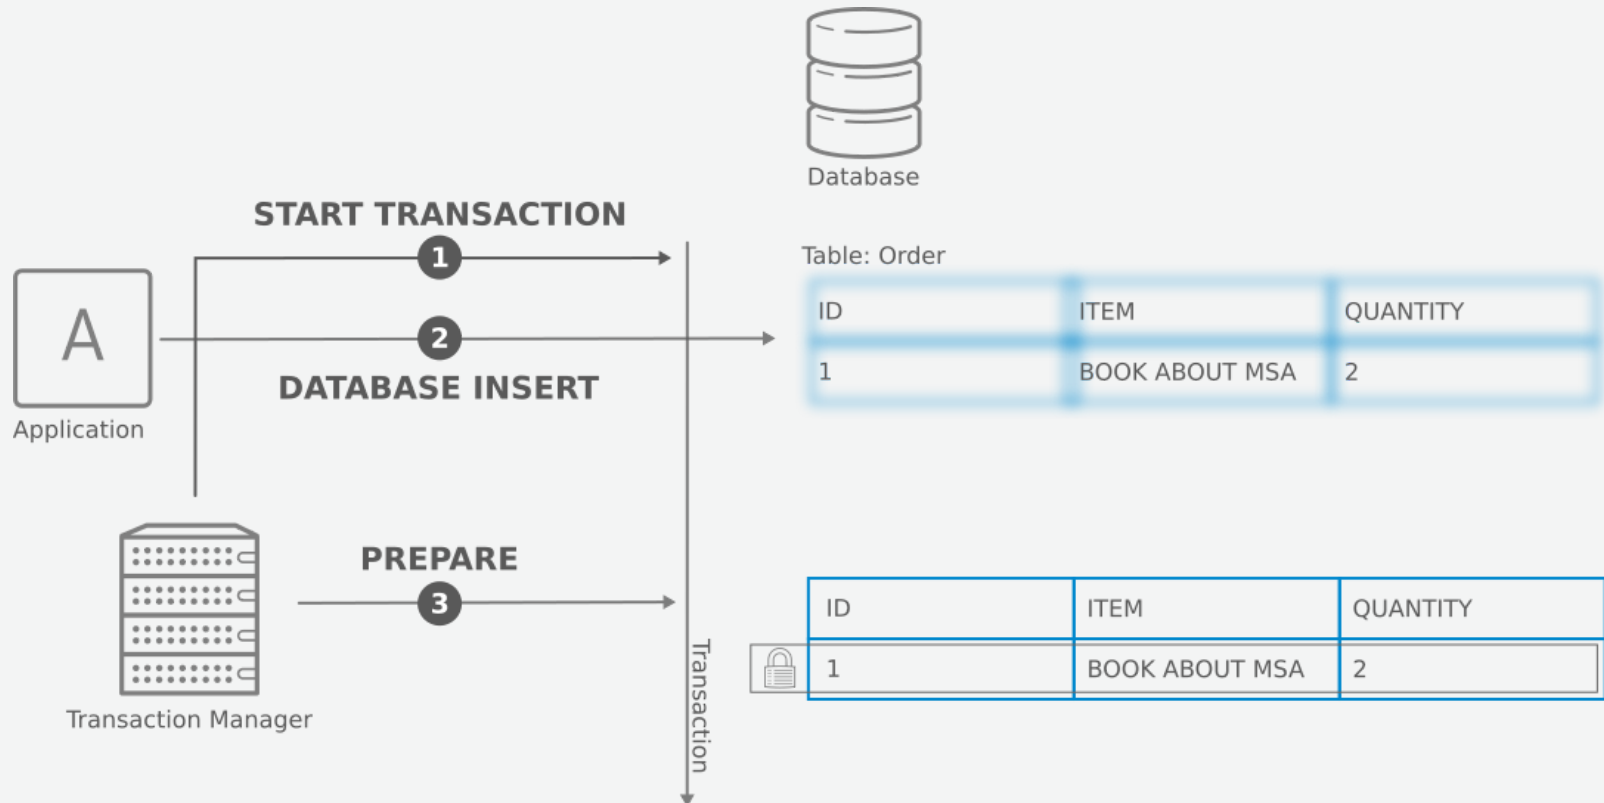 Database
START TRANSACTION
1
Table: Order
A
ID ITEM QUANTITY
2
1 BOOK ABOUT MSA 2
DATABASE INSERT
Application
PREPARE
3
ID ITEM QUANTITY
1 BOOK ABOUT MSA 2
Transaction
Transaction Manager